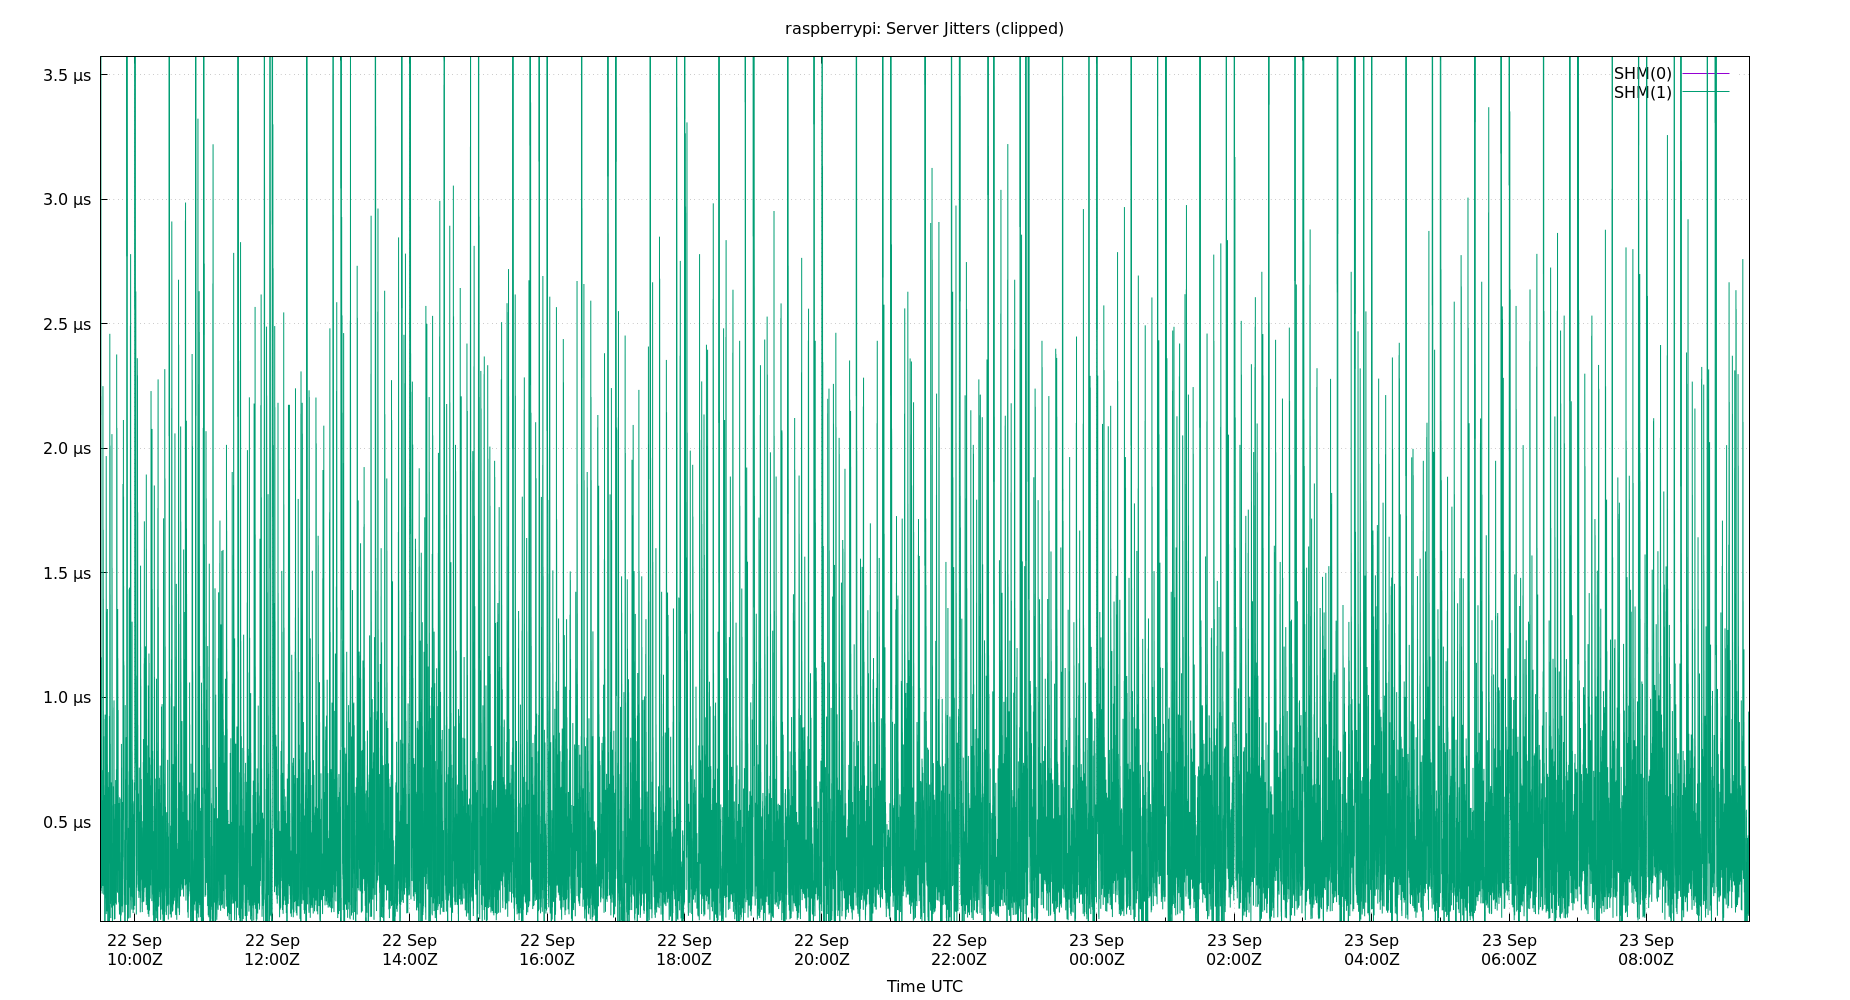 raspberrypi: Server Jitters (clipped)
3.5 µs
3.0 µs
2.5 µs
2.0 µs
1.5 µs
1.0 µs
0.5 µs
SHM(0)
SHM(1)
22 Sep 22 Sep 22 Sep 22 Sep 22 Sep 22 Sep 22 Sep 23 Sep 23 Sep 23 Sep 23 Sep 23 Sep
10:00Z 12:00Z 14:00Z 16:00Z 18:00Z 20:00Z 22:00Z 00:00Z 02:00Z 04:00Z 06:00Z 08:00Z
Time UTC